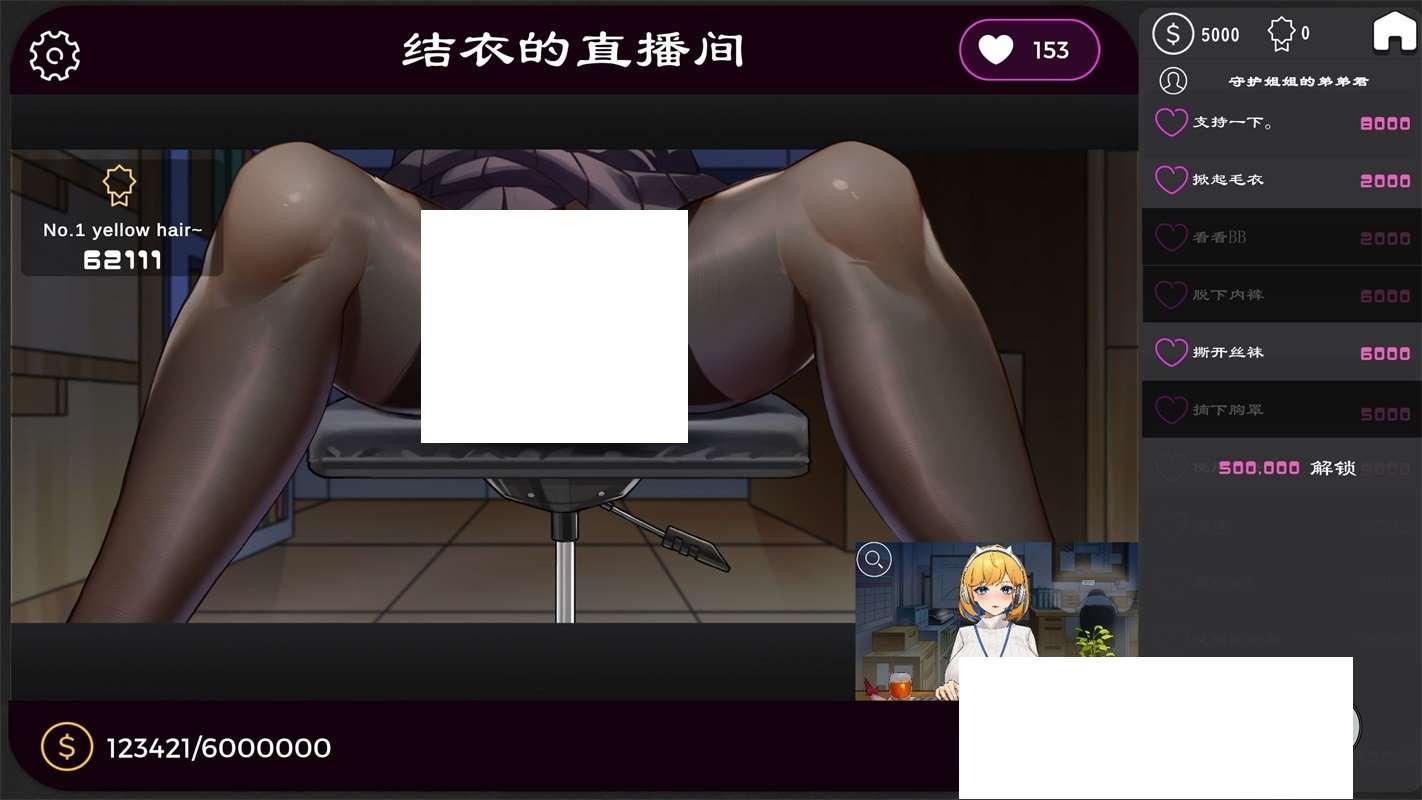 结衣的直播间
153
5000
0
守护姐姐的弟弟君
No.1 yellow hair~
62111
支持一下。 8000
掀起毛衣 2000
看看BB 2000
脱下内裤 6000
撕开丝袜 6000
摘下胸罩 5000
500,000 解锁
123421/6000000